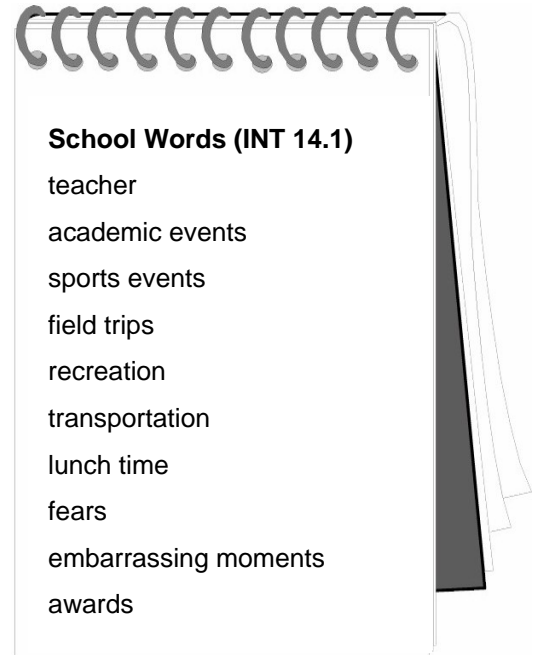 School Words (INT 14.1)
teacher
academic events
sports events
field trips
recreation
transportation
lunch time
fears
embarrassing moments
awards